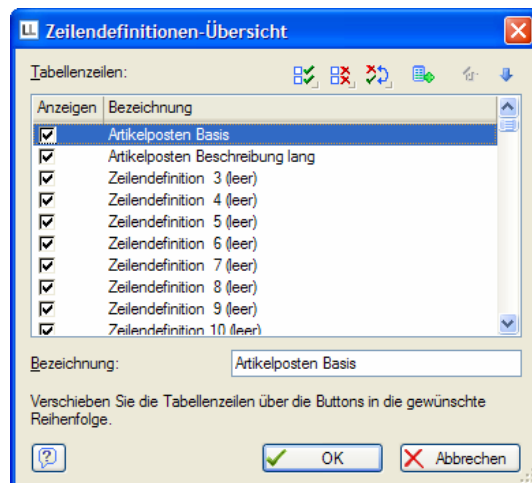 LL Zeilendefinitionen-Übersicht
Tabellenzeilen:
Anzeigen Bezeichnung
Artikelposten Basis
Artikelposten Beschreibung lang
Zeilendefinition 3 (leer)
Zeilendefinition 4 (leer)
Zeilendefinition 5 (leer)
Zeilendefinition 6 (leer)
Zeilendefinition 7 (leer)
Zeilendefinition 8 (leer)
Zeilendefinition 9 (leer)
Zeilendefinition 10 (leer)
Bezeichnung: Artikelposten Basis
Verschieben Sie die Tabellenzeilen über die Buttons in die gewünschte
Reihenfolge.
OK Abbrechen